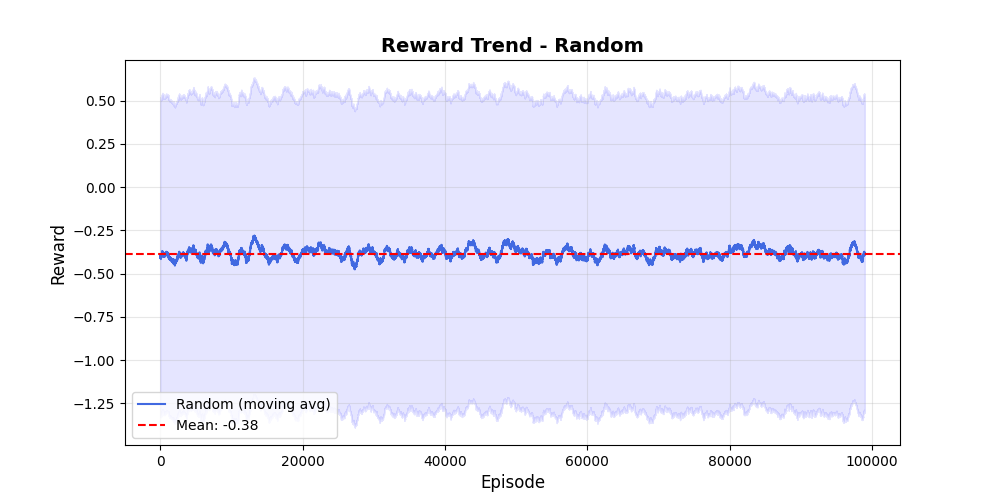 Reward Trend - Random
Reward
0.50
0.25
0.00
−0.25
−0.50
−0.75
−1.00
−1.25
Random (moving avg)
Mean: -0.38
0 20000 40000 60000 80000 100000
Episode